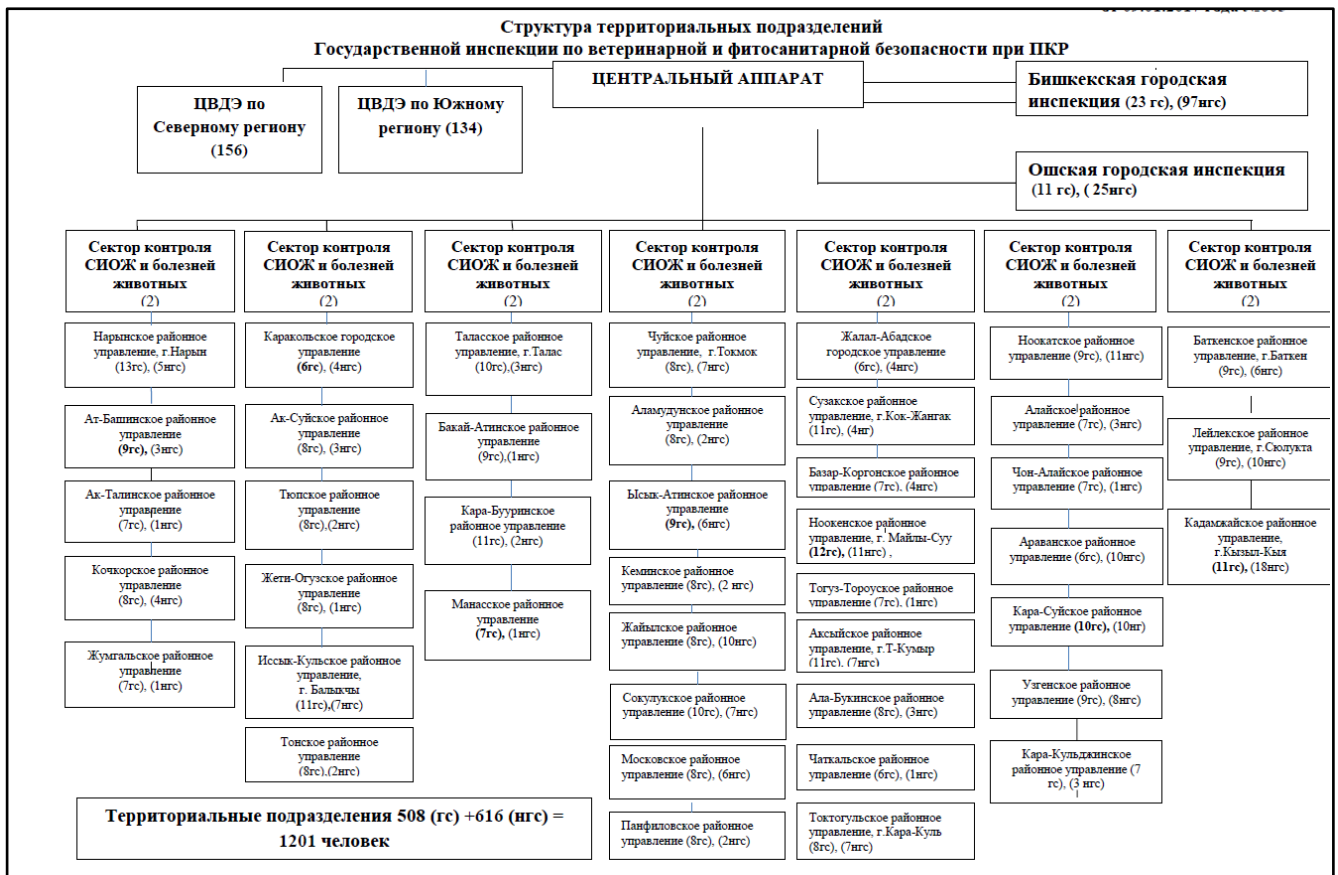 Структура территориальных подразделений
Государственной инспекции по ветеринарной и фитосанитарной безопасности при ПКР
ЦЕНТРАЛЬНЫЙ АППАРАТ
ЦВДЭ по
Северному региону
(156)
ЦВДЭ по Южному
региону (134)
Бишкекская городская
инспекция (23 гс), (97нгс)
Ошская городская инспекция
(11 гс), ( 25нгс)
Сектор контроля
СИОЖ и болезней
животных
(2)
Нарынское районное
управление, г.Нарын
(13гс), (5нгс)
Ат-Башинское районное
управление
(9гс), (3нгс)
Ак-Талинское районное
управление
(7гс), (1нгс)
Кочкорское районное
управление
(8гс), (4нгс)
Жумгальское районное
управление
(7гс), (1нгс)
Сектор контроля
СИОЖ и болезней
животных
(2)
Каракольское городское
управление
(6гс), (4нгс)
Ак-Суйское районное
управление
(8гс), (3нгс)
Тюпское районное
управление
(8гс),(2нгс)
Жети-Огузское районное
управление
(8гс), (1нгс)
Иссык-Кульское районное
управление,
г. Балыкчы
(11гс),(7нгс)
Тонское районное
управление
(8гс),(2нгс)
Сектор контроля
СИОЖ и болезней
животных
(2)
Таласское районное
управление, г.Талас
(10гс),(3нгс)
Бакай-Атинское районное
управление
(9гс),(1нгс)
Кара-Бууринское
районное управление
(11гс), (2нгс)
Манасское районное
управление
(7гс), (1нгс)
Сектор контроля
СИОЖ и болезней
животных
(2)
Чуйское районное
управление, г.Токмок
(8гс), (7нгс)
Аламудунское районное
управление
(8гс), (2нгс)
Ысык-Атинское районное
управление
(9гс), (6нгс)
Кеминское районное
управление (8гс), (2 нгс)
Жайылское районное
управление (8гс), (10нгс)
Сокулукское районное
управление (10гс), (7нгс)
Московское районное
управление (8гс), (6нгс)
Панфиловское районное
управление (8гс), (2нгс)
Сектор контроля
СИОЖ и болезней
животных
(2)
Жалал-Абадское
городское управление
(6гс), (4нгс)
Сузакское районное
управление, г.Кок-Жангак
(11гс), (4нг)
Базар-Коргонское районное
управление (7гс), (4нгс)
Ноокенское районное
управление, г. Майлы-Суу
(12гс), (11нгс) ,
Тогуз-Тороуское районное
управление (7гс), (1нгс)
Аксыйское районное
управление, г.Т-Кумыр
(11гс), (7нгс)
Ала-Букинское районное
управление (8гс), (3нгс)
Чаткальское районное
управление (6гс), (1нгс)
Токтогульское районное
управление, г.Кара-Куль
(8гс), (7нгс)
Сектор контроля
СИОЖ и болезней
животных
(2)
Ноокатское районное
управление (9гс), (11нгс)
Алайское районное
управление (7гс), (3нгс)
Чон-Алайское районное
управление (7гс), (1нгс)
Араванское районное
управление (6гс), (10нгс)
Кара-Суйское районное
управление (10гс), (10нг)
Узгенское районное
управление (9гс), (8нгс)
Кара-Кульджинское
районное управление (7
гс), (3 нгс)
Сектор контроля
СИОЖ и болезней
животных
(2)
Баткенское районное
управление, г.Баткен
(9гс), (6нгс)
Лейлекское районное
управление, г.Сюлукта
(9гс), (10нгс)
Кадамжайское районное
управление,
г.Кызыл-Кыя
(11гс), (18нгс)
Территориальные подразделения 508 (гс) +616 (нгс) =
1201 человек